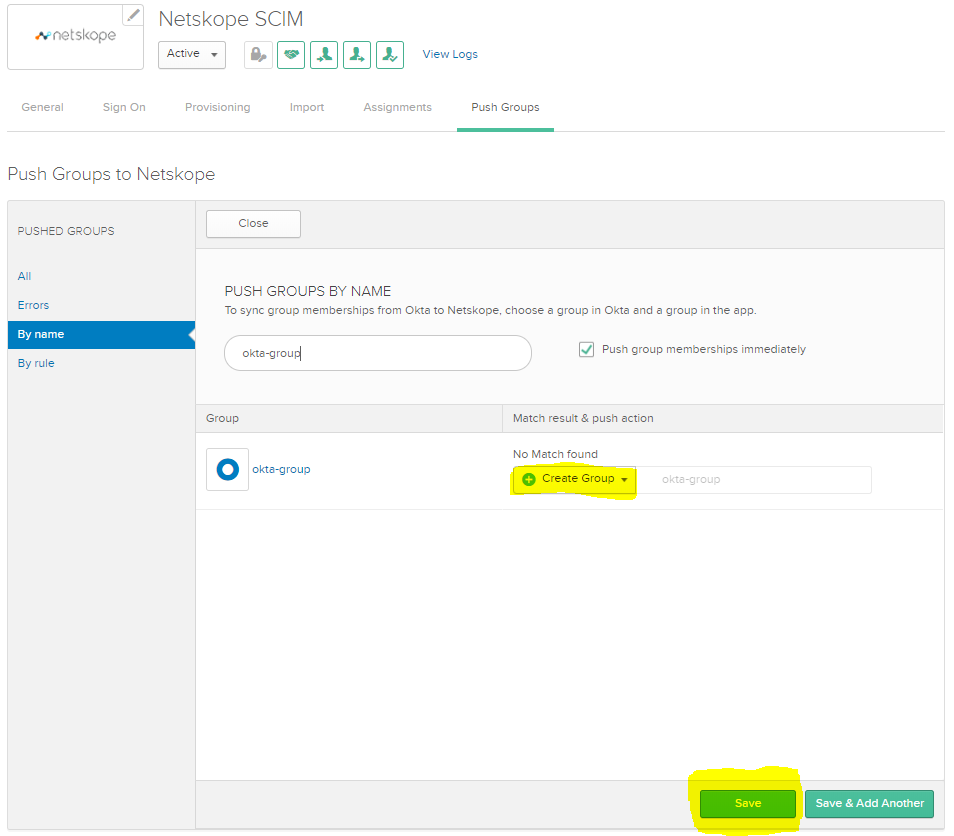 netskope
Netskope SCIM
Active
View Logs
General Sign On Provisioning Import Assignments Push Groups
Push Groups to Netskope
PUSHED GROUPS
All
Errors
By name
By rule
Close
PUSH GROUPS BY NAME
To sync group memberships from Okta to Netskope, choose a group in Okta and a group in the app.
okta-group
Push group memberships immediately
Group Match result & push action
okta-group
No Match found
Create Group okta-group
Save Save & Add Another